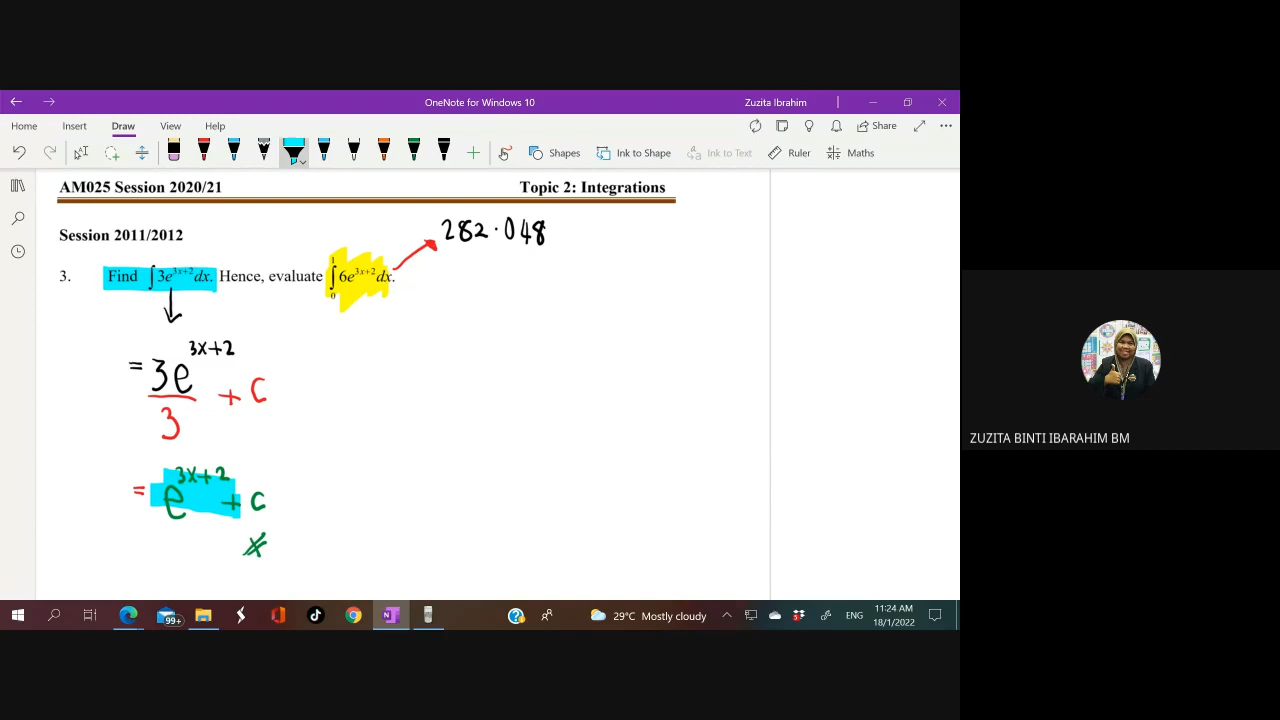 OneNote for Windows 10
Zuzita Ibrahim
Home Insert Draw View Help
Share
Shapes Ink to Shape Ink to Text Ruler Maths
AM025 Session 2020/21 Topic 2: Integrations
Session 2011/2012
282.048
3. Find ∫3e^{3x+2}dx. Hence, evaluate ∫_0^1 6e^{3x+2}dx.
= 3e^{3x+2}/3 + C
= e^{3x+2} + C
ZUZITA BINTI IBARAHIM BM
99+
29°C Mostly cloudy
ENG
11:24 AM
18/1/2022